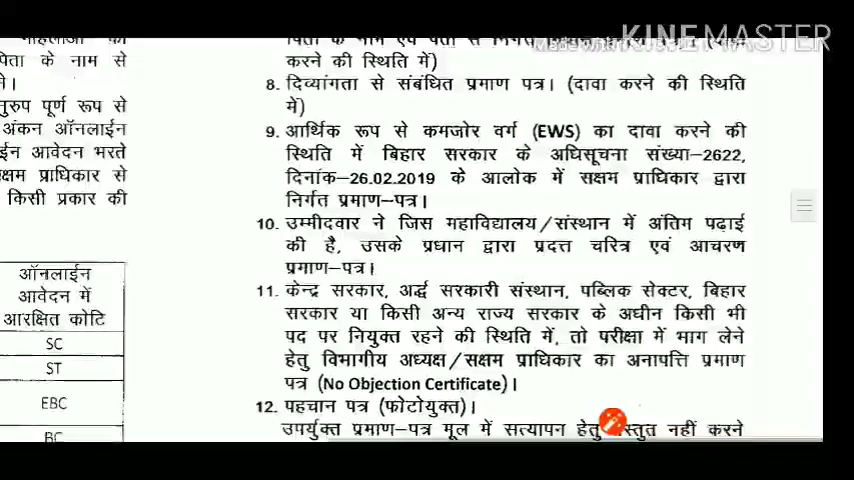 KINEMASTER
पिता के नाम से
करने की स्थिति में)
नुरुप पूर्ण रूप से
अंकन ऑनलाईन
ईन आवेदन भरते
क्षम प्राधिकार से
किसी प्रकार की
ऑनलाईन
आवेदन में
आरक्षित कोटि
SC
ST
EBC
BC
8. दिव्यांगता से संबंधित प्रमाण पत्र। (दावा करने की स्थिति
में)
9. आर्थिक रूप से कमजोर वर्ग (EWS) का दावा करने की
स्थिति में बिहार सरकार के अधिसूचना संख्या–2622,
दिनांक–26.02.2019 के आलोक में सक्षम प्राधिकार द्वारा
निर्गत प्रमाण–पत्र।
10. उम्मीदवार ने जिस महाविद्यालय/संस्थान में अंतिम पढ़ाई
की है, उसके प्रधान द्वारा प्रदत्त चरित्र एवं आचरण
प्रमाण–पत्र।
11. केन्द्र सरकार, अर्द्ध सरकारी संस्थान, पब्लिक सेक्टर, बिहार
सरकार या किसी अन्य राज्य सरकार के अधीन किसी भी
पद पर नियुक्त रहने की स्थिति में, तो परीक्षा में भाग लेने
हेतु विभागीय अध्यक्ष/सक्षम प्राधिकार का अनापत्ति प्रमाण
पत्र (No Objection Certificate)।
12. पहचान पत्र (फोटोयुक्त)।
उपर्युक्त प्रमाण–पत्र मूल में सत्यापन हेतु नहीं करने